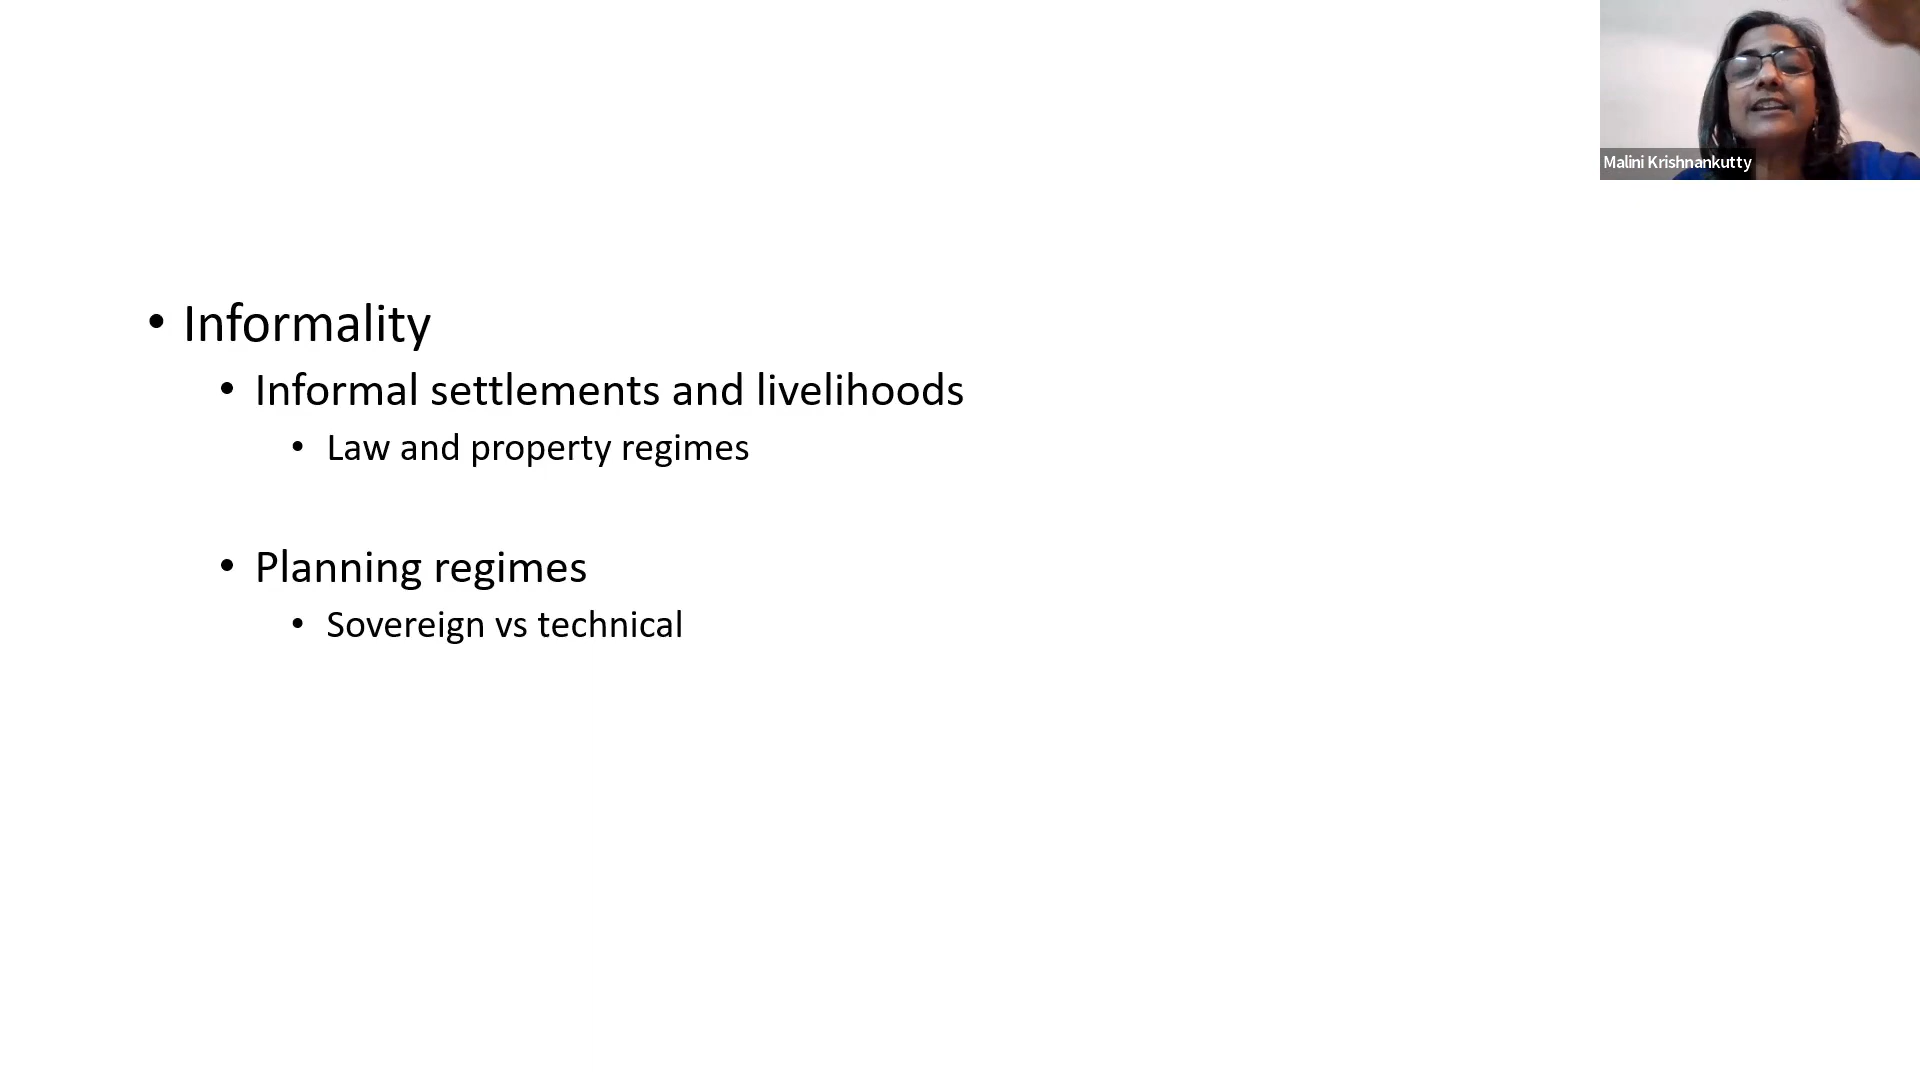 Malini Krishnankutty
• Informality
• Informal settlements and livelihoods
• Law and property regimes
• Planning regimes
• Sovereign vs technical